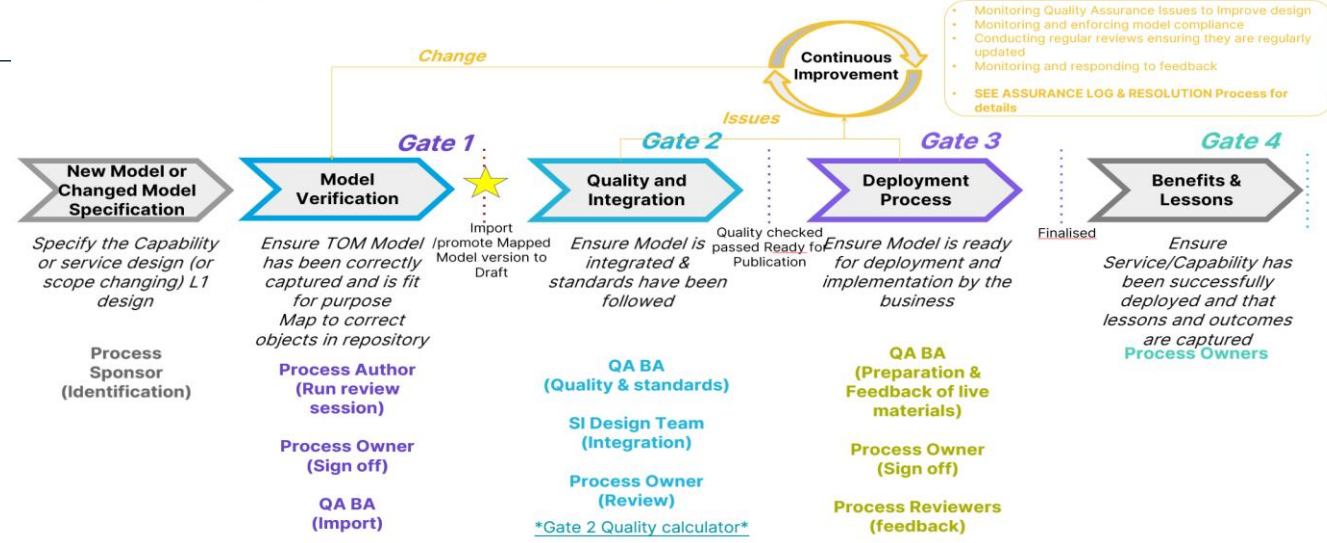 Monitoring Quality Assurance Issues to Improve design
Monitoring and enforcing model compliance
Conducting regular reviews ensuring they are regularly
updated
Monitoring and responding to feedback
SEE ASSURANCE LOG & RESOLUTION Process for
details
Change
Continuous
Improvement
Issues
Gate 1
Gate 2
Gate 3
Gate 4
New Model or
Changed Model
Specification
Specify the Capability
or service design (or
scope changing) L1
design
Process
Sponsor
(Identification)
Model
Verification
Ensure TOM Model
has been correctly
captured and is fit
for purpose
Map to correct
objects in repository
Process Author
(Run review
session)
Process Owner
(Sign off)
QA BA
(Import)
Import
/promote Mapped
Model version to
Draft
Quality and
Integration
Ensure Model is
integrated &
standards have been
followed
QA BA
(Quality & standards)
SI Design Team
(Integration)
Process Owner
(Review)
*Gate 2 Quality calculator*
Quality checked
passed Ready for
Publication
Deployment
Process
Ensure Model is ready
for deployment and
implementation by the
business
QA BA
(Preparation &
Feedback of live
materials)
Process Owner
(Sign off)
Process Reviewers
(feedback)
Finalised
Benefits &
Lessons
Ensure
Service/Capability has
been successfully
deployed and that
lessons and outcomes
are captured
Process Owners